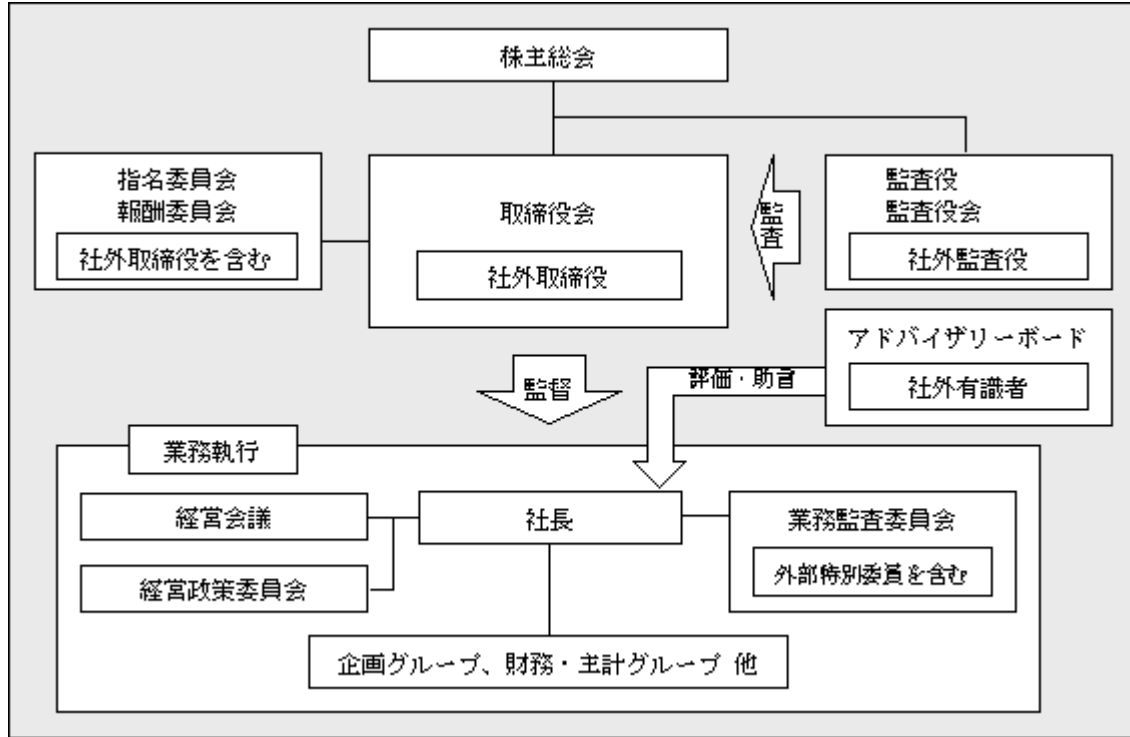 株主総会
指名委員会
報酬委員会
社外取締役を含む
取締役会
社外取締役
監査
監査役
監査役会
社外監査役
アドバイザリーボード
社外有識者
評価・助言
監督
業務執行
経営会議
社長
業務監査委員会
外部特別委員を含む
経営政策委員会
企画グループ、財務・主計グループ 他